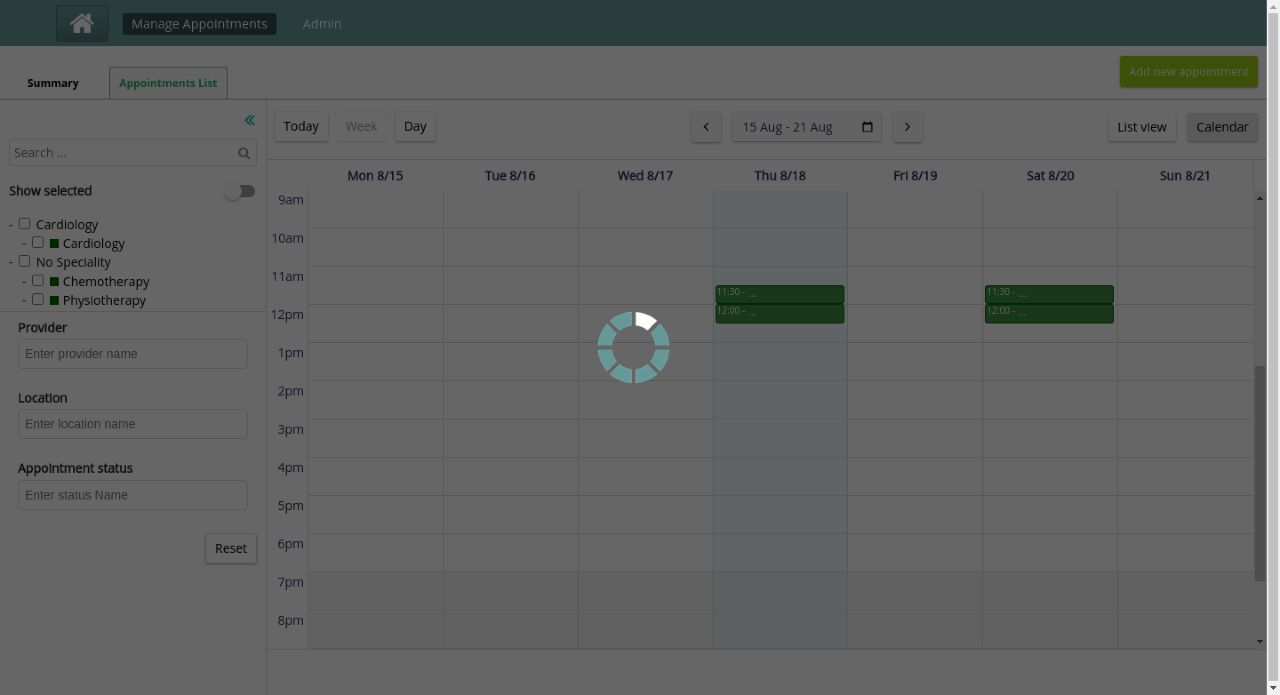 Manage Appointments Admin
Summary Appointments List Add new appointment
Today Week Day 15 Aug - 21 Aug List view Calendar
Search ...
Show selected
- Cardiology
- Cardiology
- No Speciality
- Chemotherapy
- Physiotherapy
Provider
Enter provider name
Location
Enter location name
Appointment status
Enter status Name
Reset
Mon 8/15 Tue 8/16 Wed 8/17 Thu 8/18 Fri 8/19 Sat 8/20 Sun 8/21
9am
10am
11am
11:30 - ... 11:30 - ...
12:00 - ... 12:00 - ...
12pm
1pm
2pm
3pm
4pm
5pm
6pm
7pm
8pm